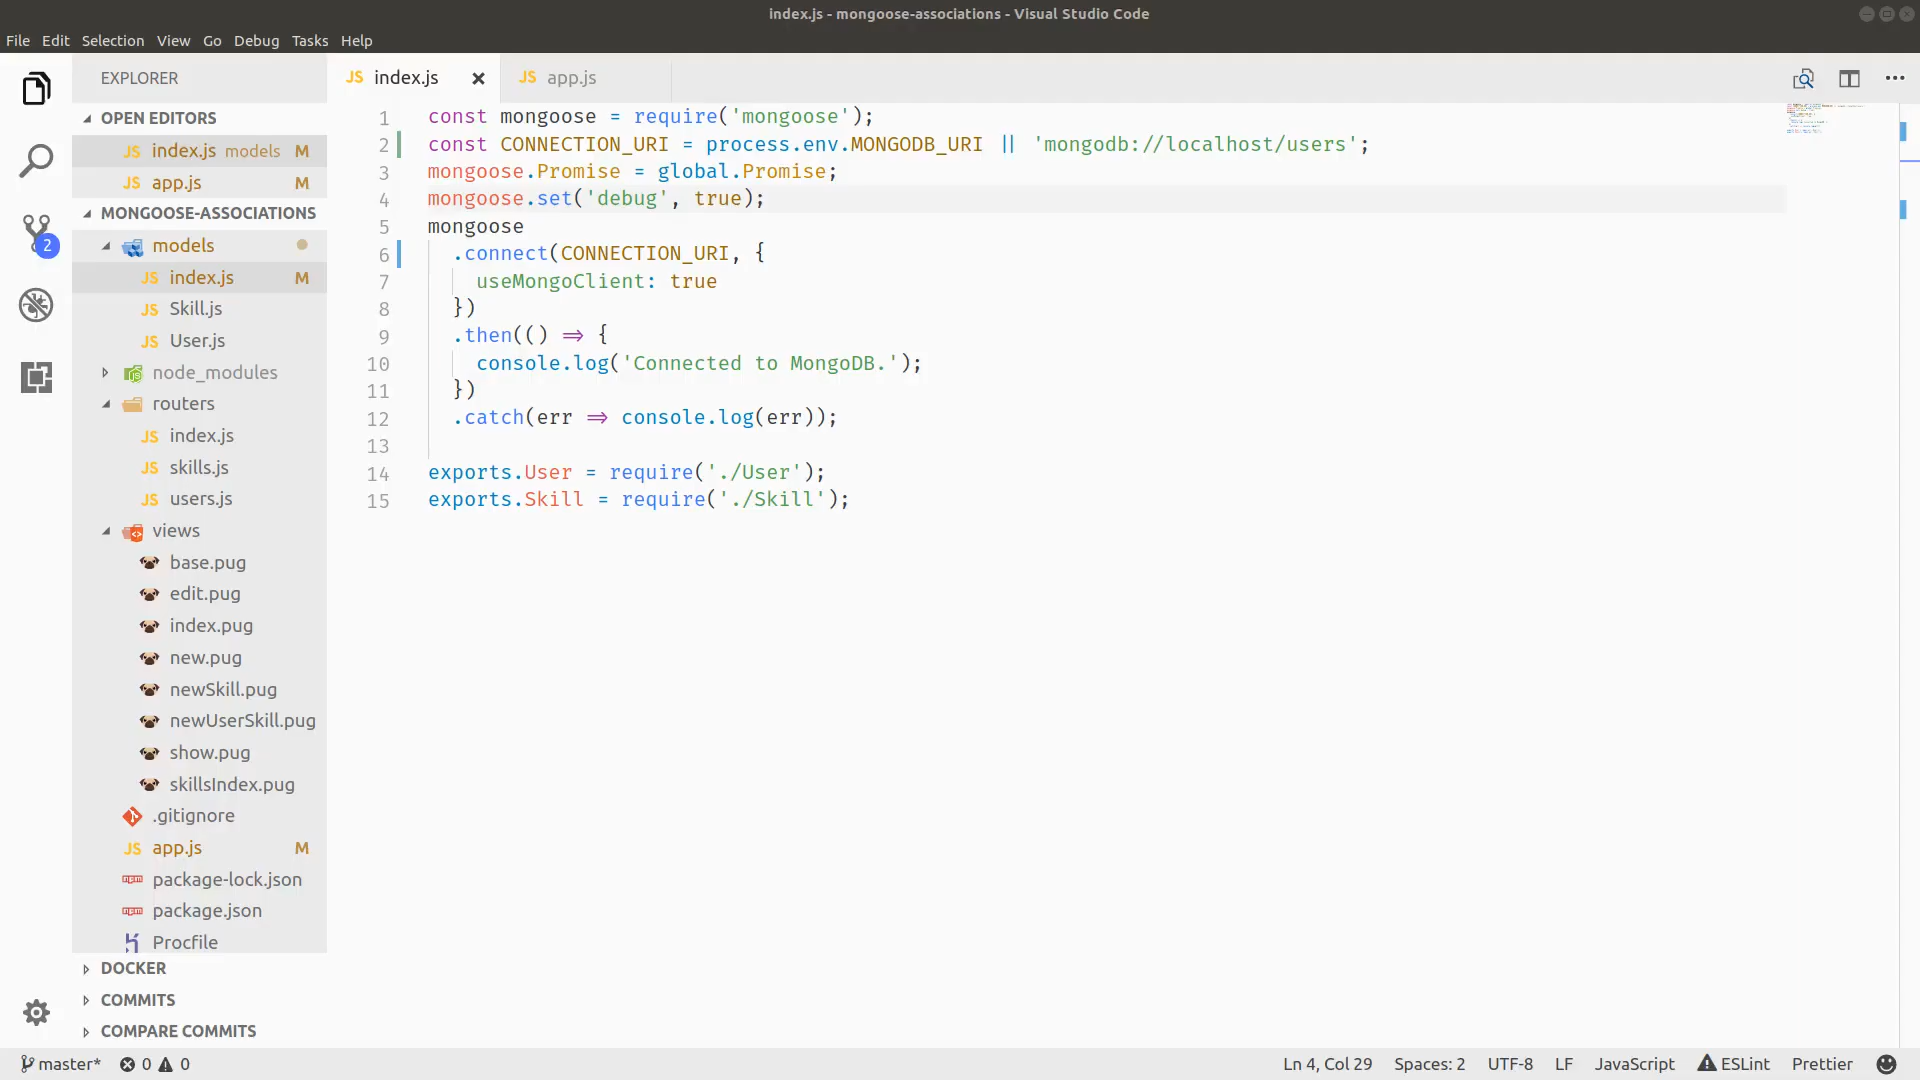 index.js - mongoose-associations - Visual Studio Code
File Edit Selection View Go Debug Tasks Help
EXPLORER
OPEN EDITORS
JS index.js models M
JS app.js M
MONGOOSE-ASSOCIATIONS
models
JS index.js M
JS Skill.js
JS User.js
node_modules
routers
JS index.js
JS skills.js
JS users.js
views
base.pug
edit.pug
index.pug
new.pug
newSkill.pug
newUserSkill.pug
show.pug
skillsIndex.pug
.gitignore
JS app.js M
npm package-lock.json
npm package.json
Procfile
DOCKER
COMMITS
COMPARE COMMITS
2
JS index.js
JS app.js
1 const mongoose = require('mongoose');
2 const CONNECTION_URI = process.env.MONGODB_URI || 'mongodb://localhost/users';
3 mongoose.Promise = global.Promise;
4 mongoose.set('debug', true);
5 mongoose
6 .connect(CONNECTION_URI, {
7 useMongoClient: true
8 })
9 .then(() => {
10 console.log('Connected to MongoDB.');
11 })
12 .catch(err => console.log(err));
13
14 exports.User = require('./User');
15 exports.Skill = require('./Skill');
master* 0 0 Ln 4, Col 29 Spaces: 2 UTF-8 LF JavaScript ESLint Prettier